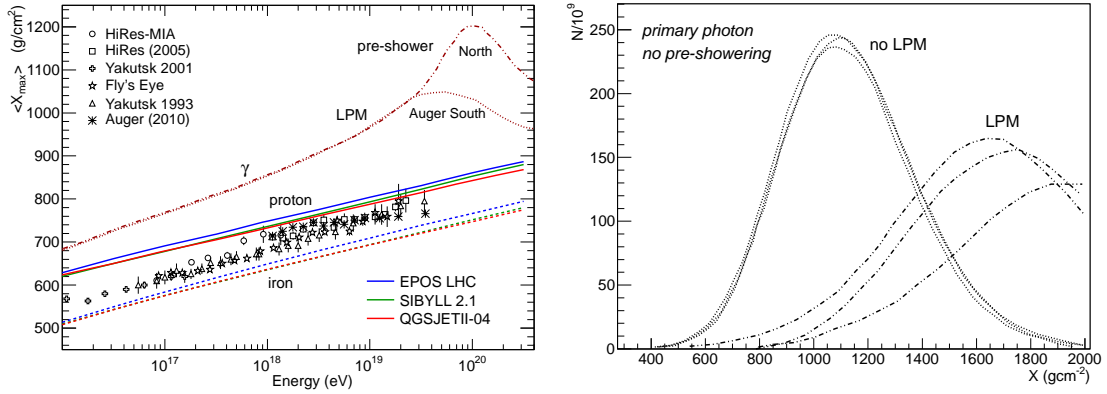 <X_max> (g/cm²)
1200
1100
1000
900
800
700
600
500
HiRes-MIA
HiRes (2005)
Yakutsk 2001
Fly's Eye
Yakutsk 1993
Auger (2010)
pre-shower
North
LPM
Auger South
γ
proton
iron
EPOS LHC
SIBYLL 2.1
QGSJETII-04
10¹⁷ 10¹⁸ 10¹⁹ 10²⁰
Energy (eV)
N/10⁹
250
200
150
100
50
0
primary photon
no pre-showering
no LPM
LPM
400 600 800 1000 1200 1400 1600 1800 2000
X (gcm⁻²)